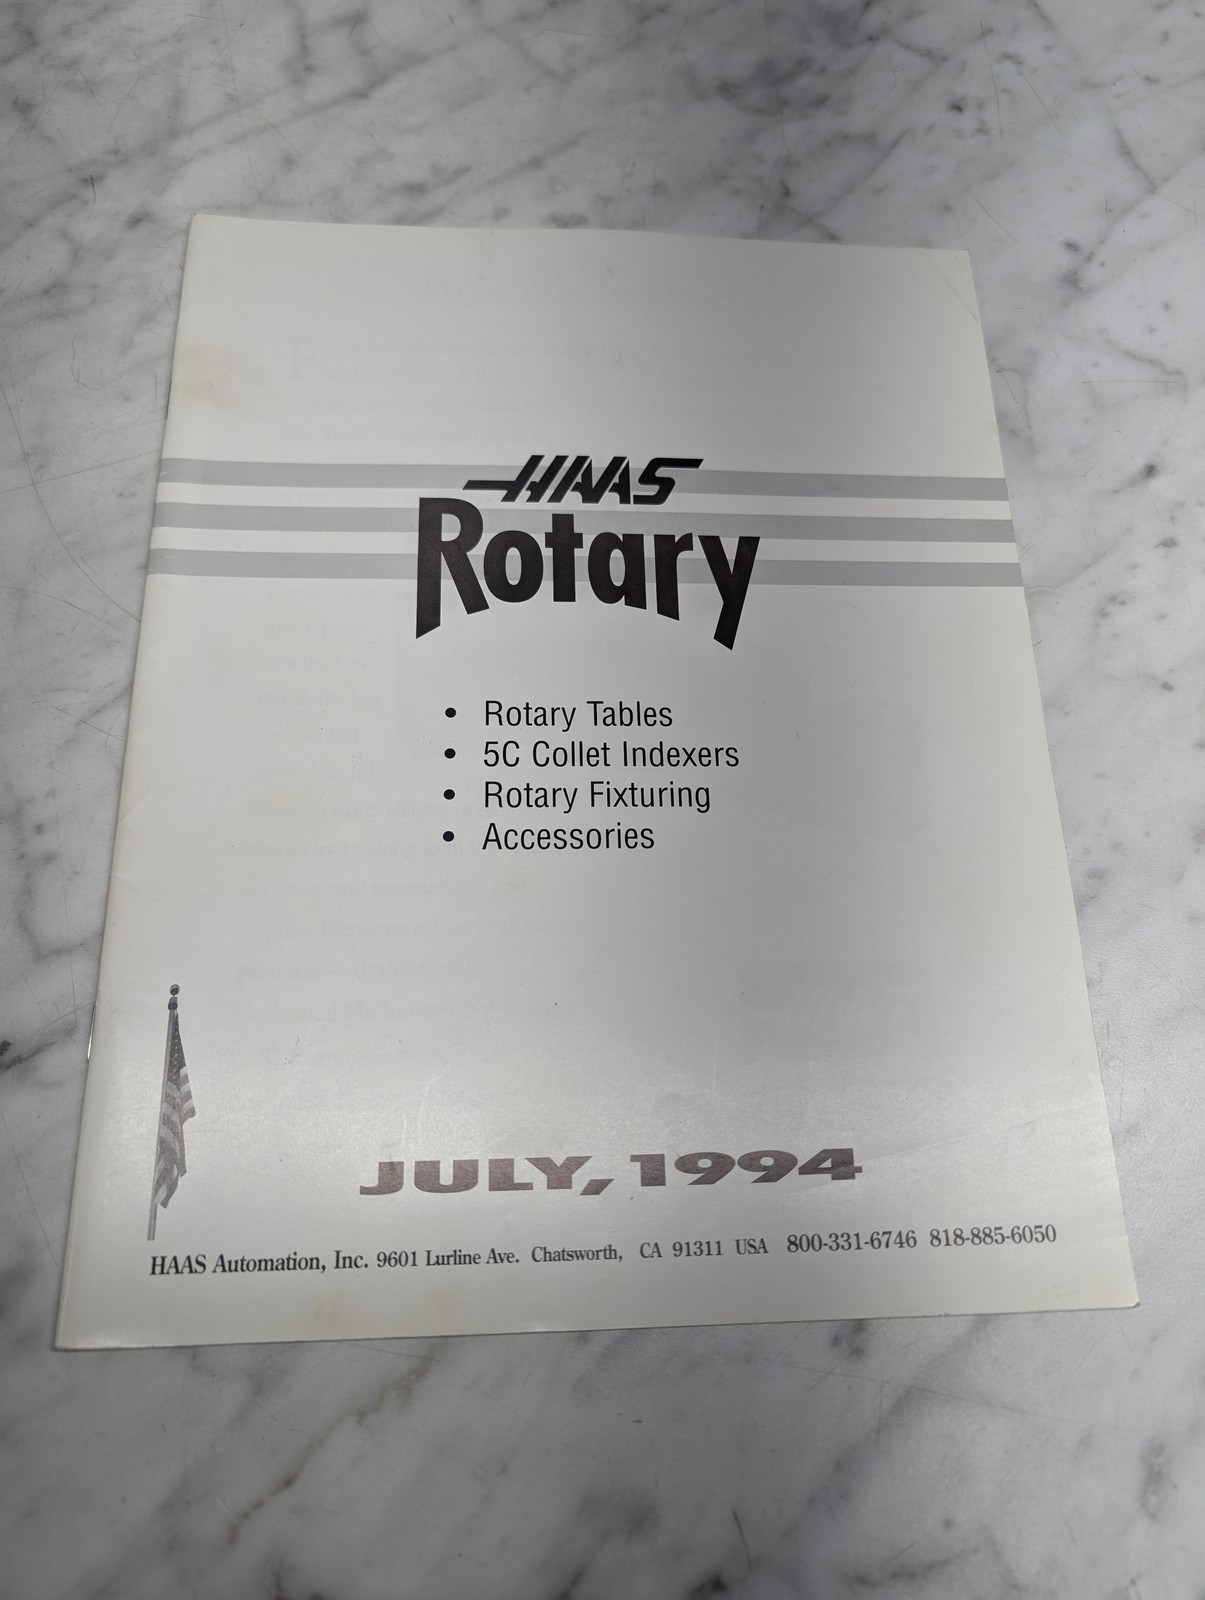 HAAS
Rotary
• Rotary Tables
• 5C Collet Indexers
• Rotary Fixturing
• Accessories
JULY, 1994
HAAS Automation, Inc. 9601 Lurline Ave. Chatsworth, CA 91311 USA 800-331-6746 818-885-6050